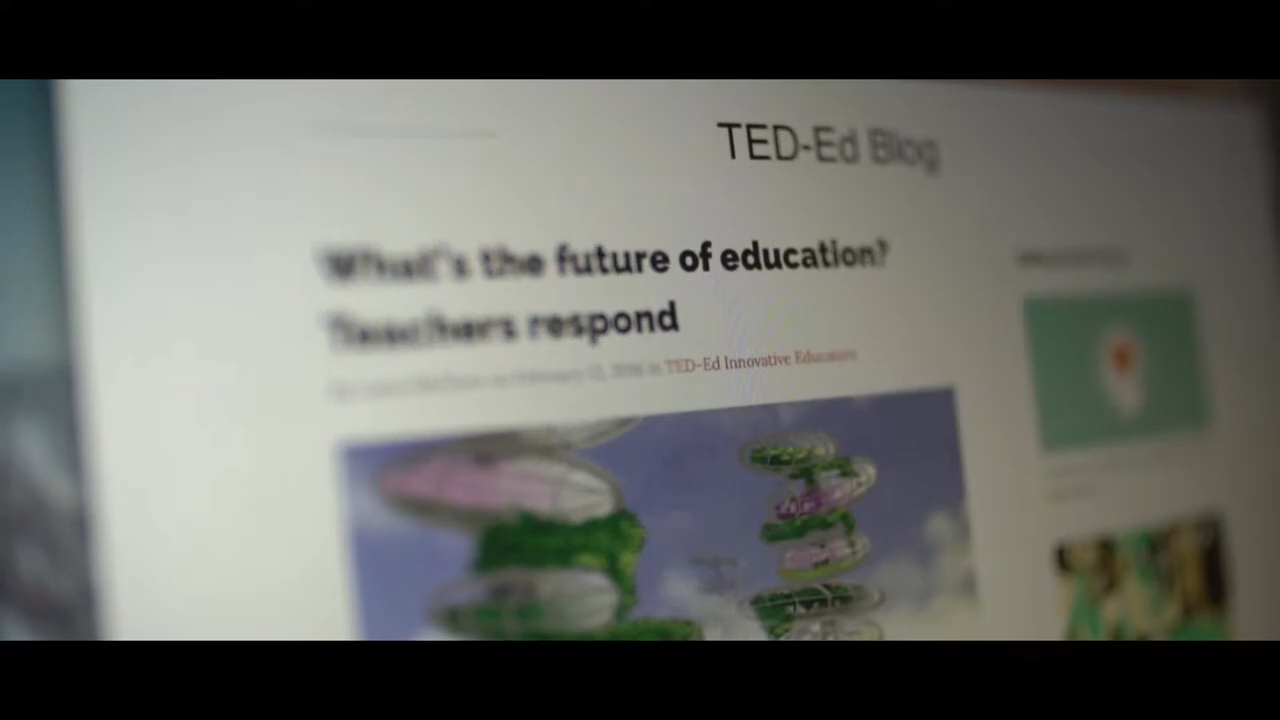 TED-Ed Blog
What's the future of education?
Teachers respond
TED-Ed Innovative Educators